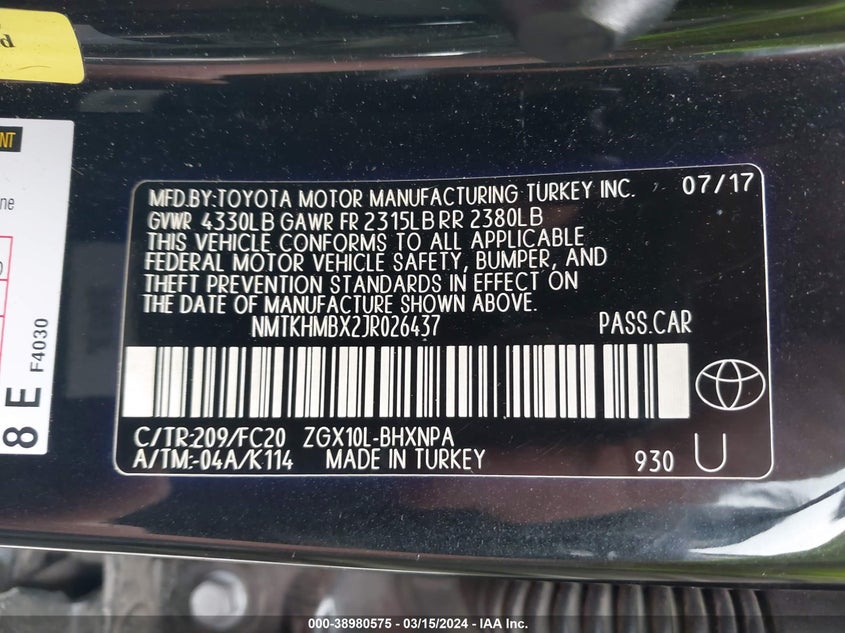 MFD.BY:TOYOTA MOTOR MANUFACTURING TURKEY INC. 07/17
GVWR 4330LB GAWR FR 2315LB RR 2380LB
THIS VEHICLE CONFORMS TO ALL APPLICABLE
FEDERAL MOTOR VEHICLE SAFETY, BUMPER, AND
THEFT PREVENTION STANDARDS IN EFFECT ON
THE DATE OF MANUFACTURE SHOWN ABOVE.
NMTKHMBX2JR026437 PASS.CAR
C/TR:209/FC20 ZGX10L-BHXNPA
A/TM:-04A/K114 MADE IN TURKEY 930 U
8 E F4030
© - 38980575 - 03/15/2024 - IAA Inc.